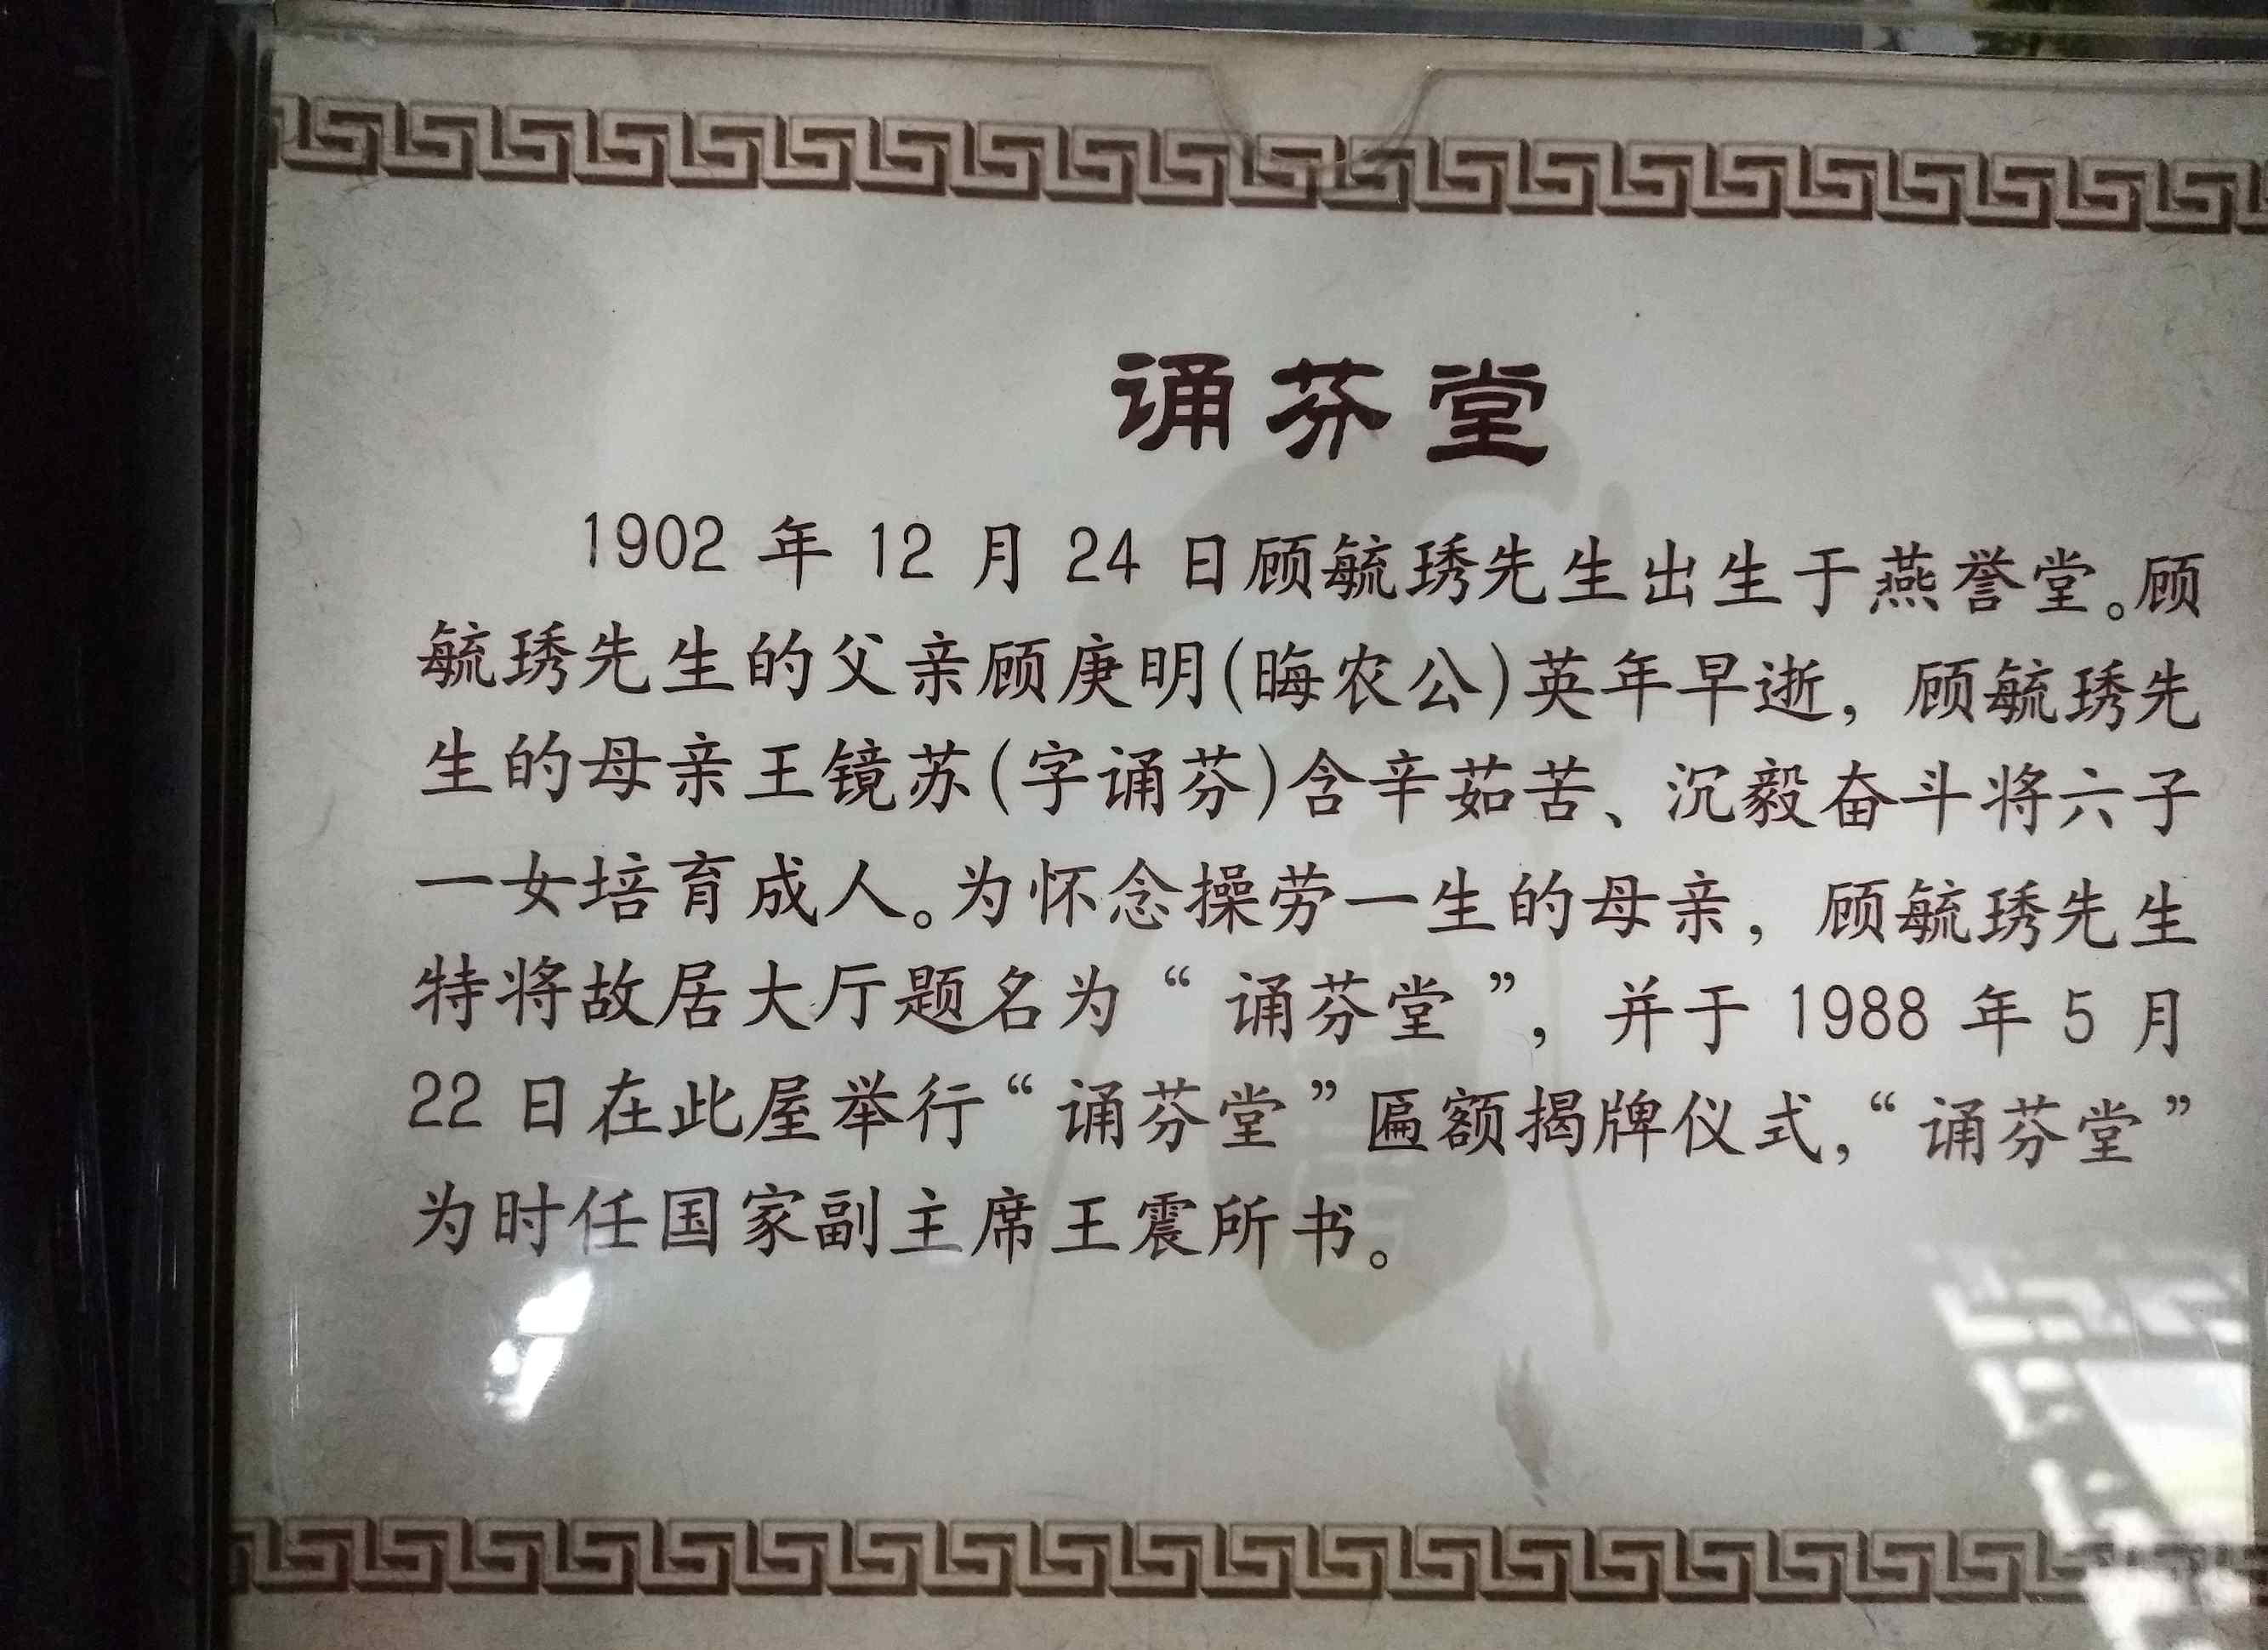 诵芬堂
1902 年 12 月 24 日顾毓琇先生出生于燕誉堂。顾
毓琇先生的父亲顾庚明(晦农公)英年早逝，顾毓琇先
生的母亲王镜苏(字诵芬)含辛茹苦、沉毅奋斗将六子
一女培育成人。为怀念操劳一生的母亲，顾毓琇先生
特将故居大厅题名为“诵芬堂”，并于 1988 年 5 月
22 日在此屋举行“诵芬堂”匾额揭牌仪式，“诵芬堂”
为时任国家副主席王震所书。